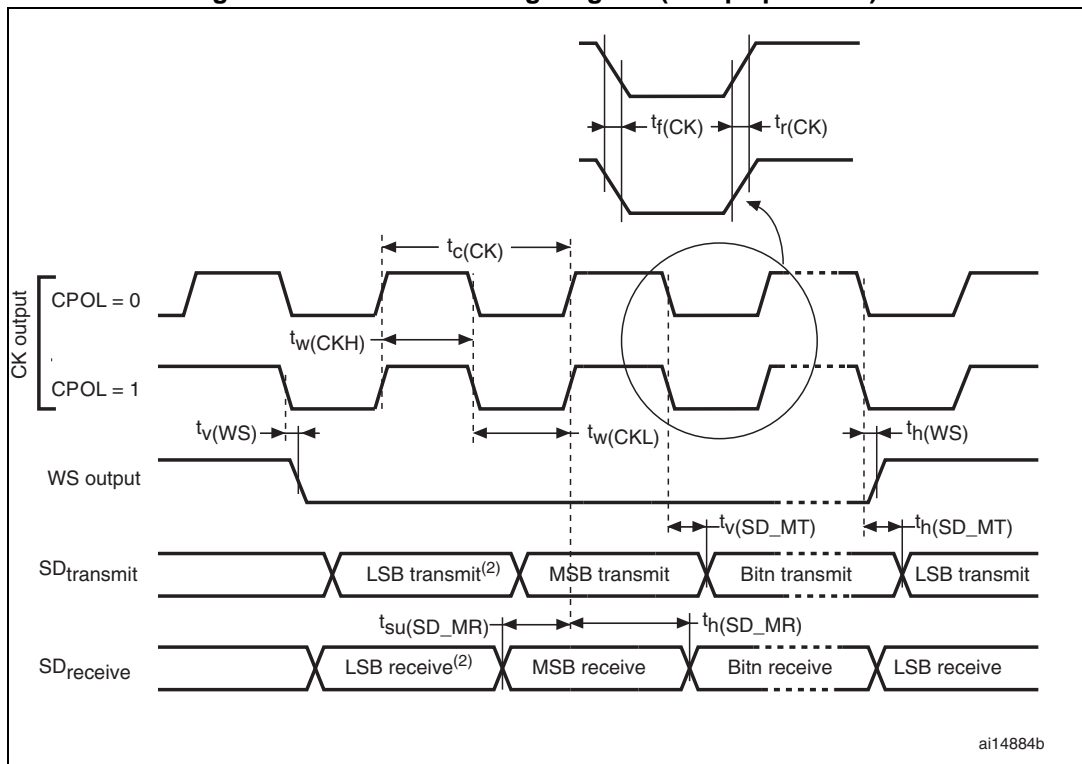 tf(CK)
tr(CK)
tc(CK)
CK output
CPOL = 0
tw(CKH)
CPOL = 1
tv(WS)
tw(CKL)
th(WS)
WS output
tv(SD_MT)
th(SD_MT)
SDtransmit
LSB transmit(2)
MSB transmit
Bitn transmit
LSB transmit
tsu(SD_MR)
th(SD_MR)
SDreceive
LSB receive(2)
MSB receive
Bitn receive
LSB receive
ai14884b